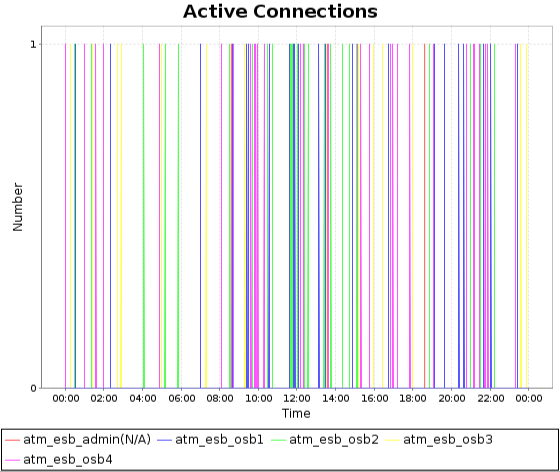 Active Connections
1
Number
0
00:00 02:00 04:00 06:00 08:00 10:00 12:00 14:00 16:00 18:00 20:00 22:00 00:00
Time
atm_esb_admin(N/A) atm_esb_osb1 atm_esb_osb2 atm_esb_osb3
atm_esb_osb4